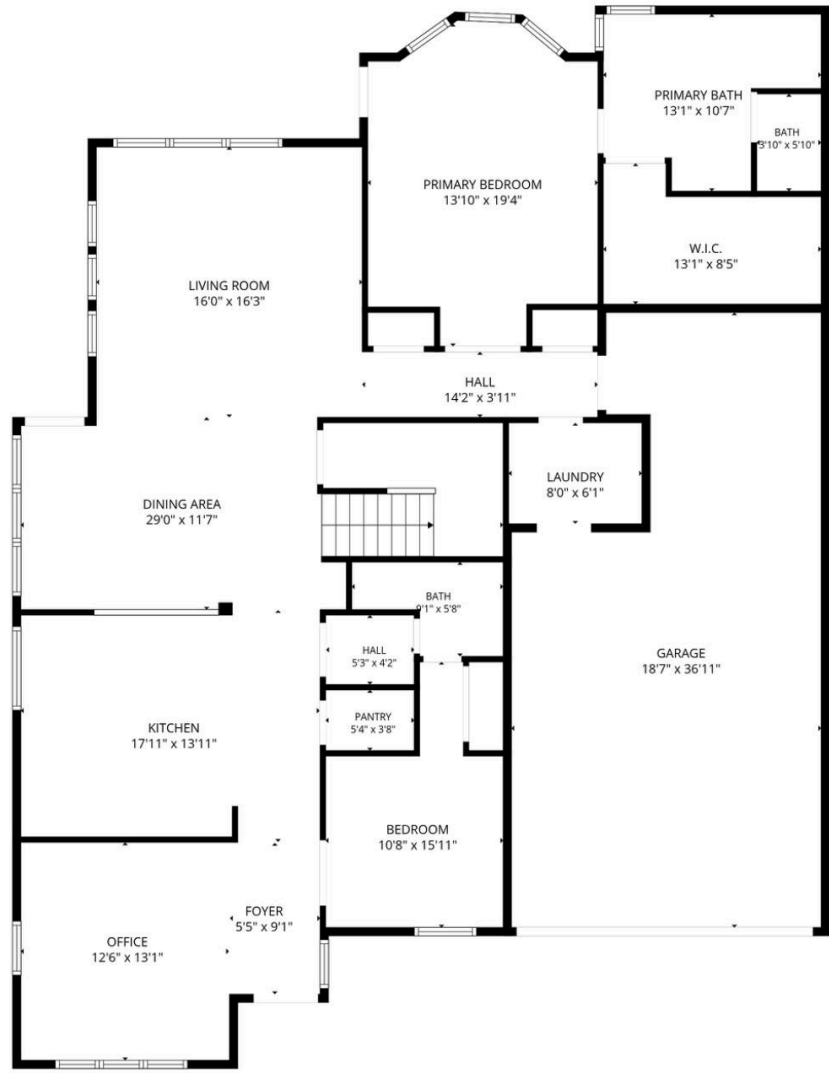 PRIMARY BATH
13'1" x 10'7"
BATH
3'10" x 5'10"
PRIMARY BEDROOM
13'10" x 19'4"
W.I.C.
13'1" x 8'5"
LIVING ROOM
16'0" x 16'3"
HALL
14'2" x 3'11"
LAUNDRY
8'0" x 6'1"
DINING AREA
29'0" x 11'7"
BATH
9'1" x 5'8"
HALL
5'3" x 4'2"
GARAGE
18'7" x 36'11"
PANTRY
5'4" x 3'8"
KITCHEN
17'11" x 13'11"
BEDROOM
10'8" x 15'11"
FOYER
5'5" x 9'1"
OFFICE
12'6" x 13'1"